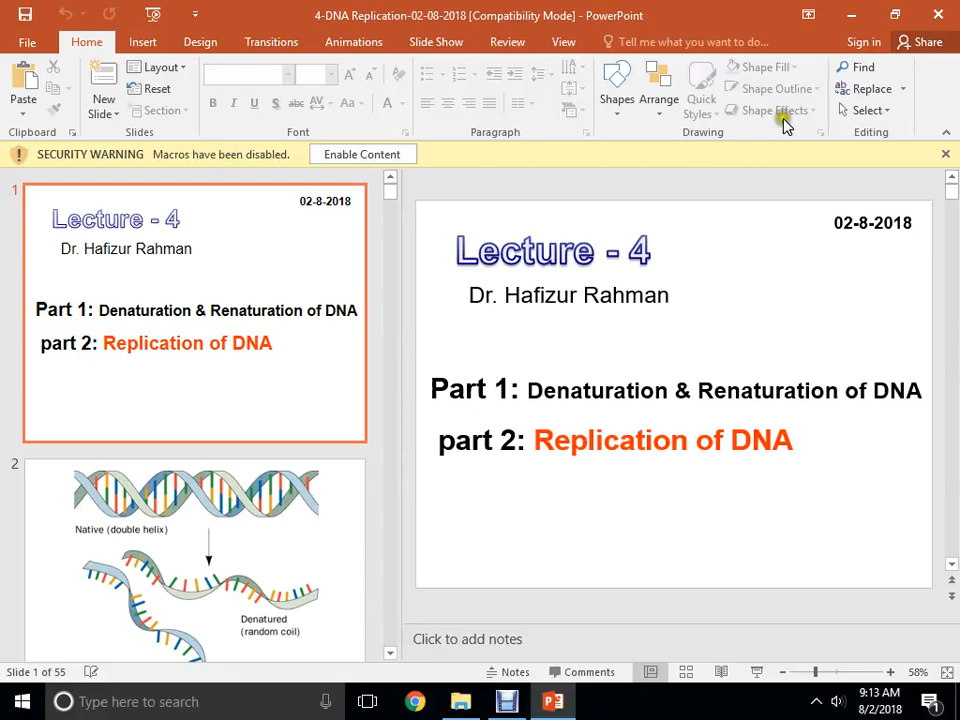 4-DNA Replication-02-08-2018 [Compatibility Mode] - PowerPoint
File Home Insert Design Transitions Animations Slide Show Review View Tell me what you want to do... Sign in Share
Paste
New Slide
Layout
Reset
Section
B I U S abc AV Aa A
Shapes
Arrange
Quick Styles
Shape Fill
Shape Outline
Shape Effects
Find
Replace
Select
Clipboard Slides Font Paragraph Drawing Editing
SECURITY WARNING Macros have been disabled. Enable Content
1
02-8-2018
Lecture - 4
Dr. Hafizur Rahman
Part 1: Denaturation & Renaturation of DNA
part 2: Replication of DNA
2
Native (double helix)
Denatured
(random coil)
02-8-2018
Lecture - 4
Dr. Hafizur Rahman
Part 1: Denaturation & Renaturation of DNA
part 2: Replication of DNA
Click to add notes
Slide 1 of 55 Notes Comments 58%
Type here to search
9:13 AM
8/2/2018
1